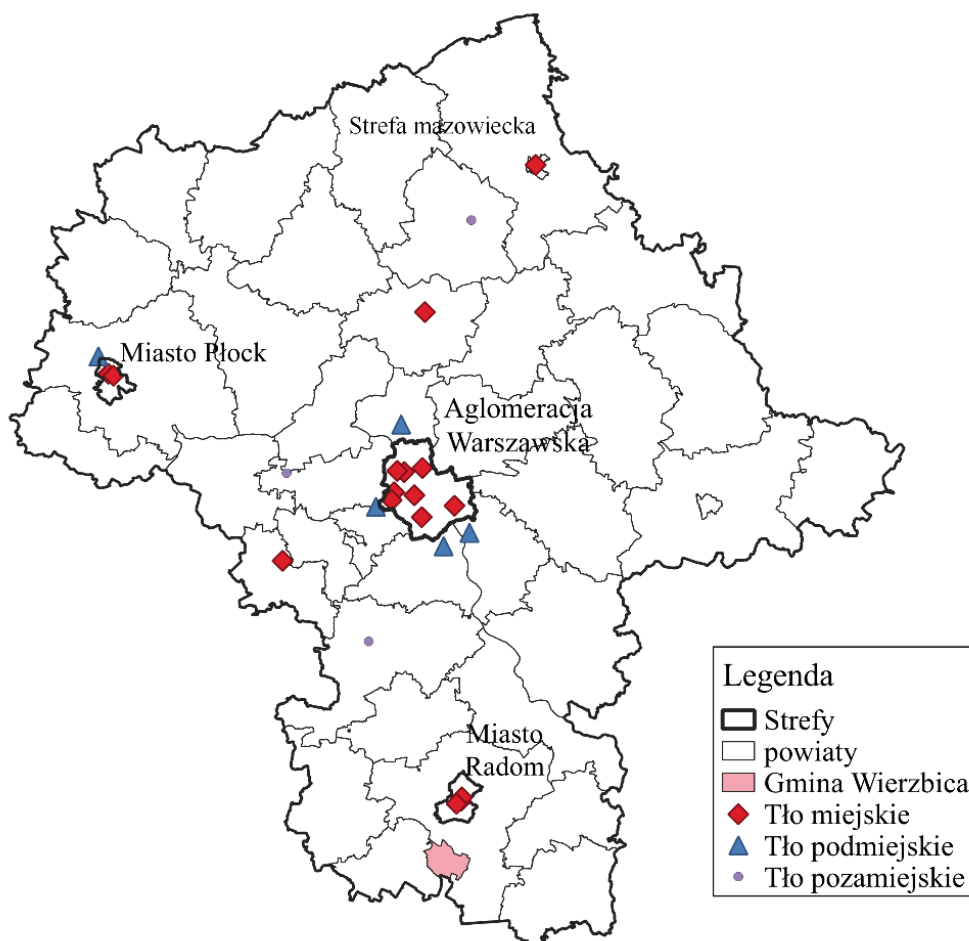 Strefa mazowiecka
Miasto Płock
Aglomeracja
Warszawska
Miasto
Radom
Legenda
Strefy
powiaty
Gmina Wierzbica
Tło miejskie
Tło podmiejskie
Tło pozamiejskie